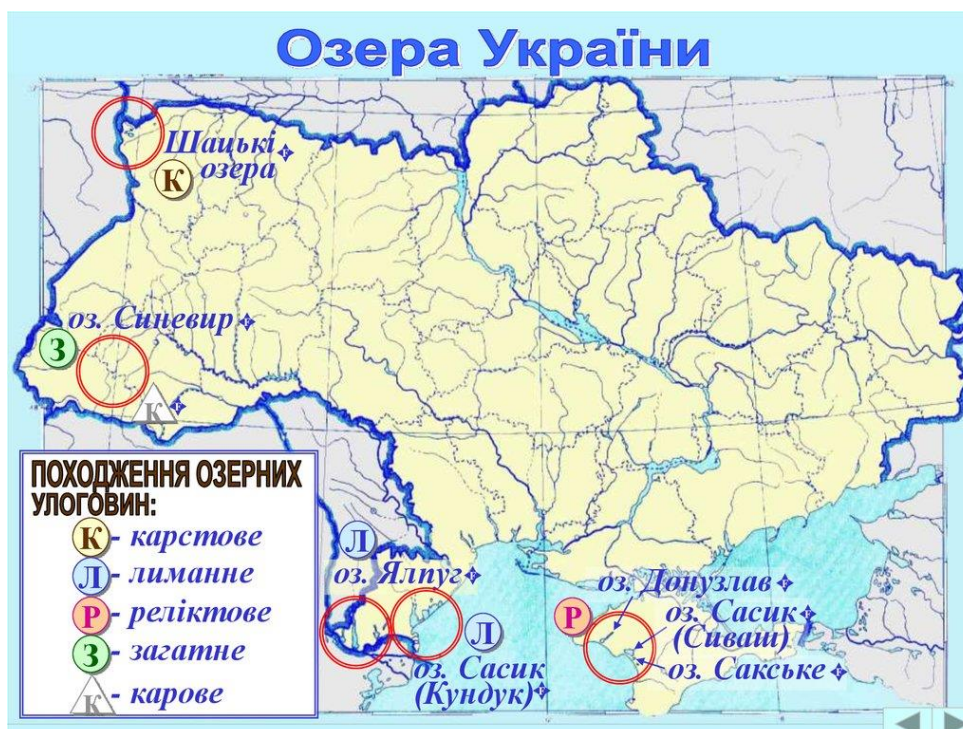 Озера України
Шацькі
озера
К
оз. Синевир
З
К
ПОХОДЖЕННЯ ОЗЕРНИХ
УЛОГОВИН:
К - карстове
Л - лиманне
Р - реліктове
З - загатне
К - карове
Л
оз. Ялпуг
Л
оз. Сасик
(Кундук)
Р
оз. Донузлав
оз. Сасик
(Сиваш)
оз. Сакське